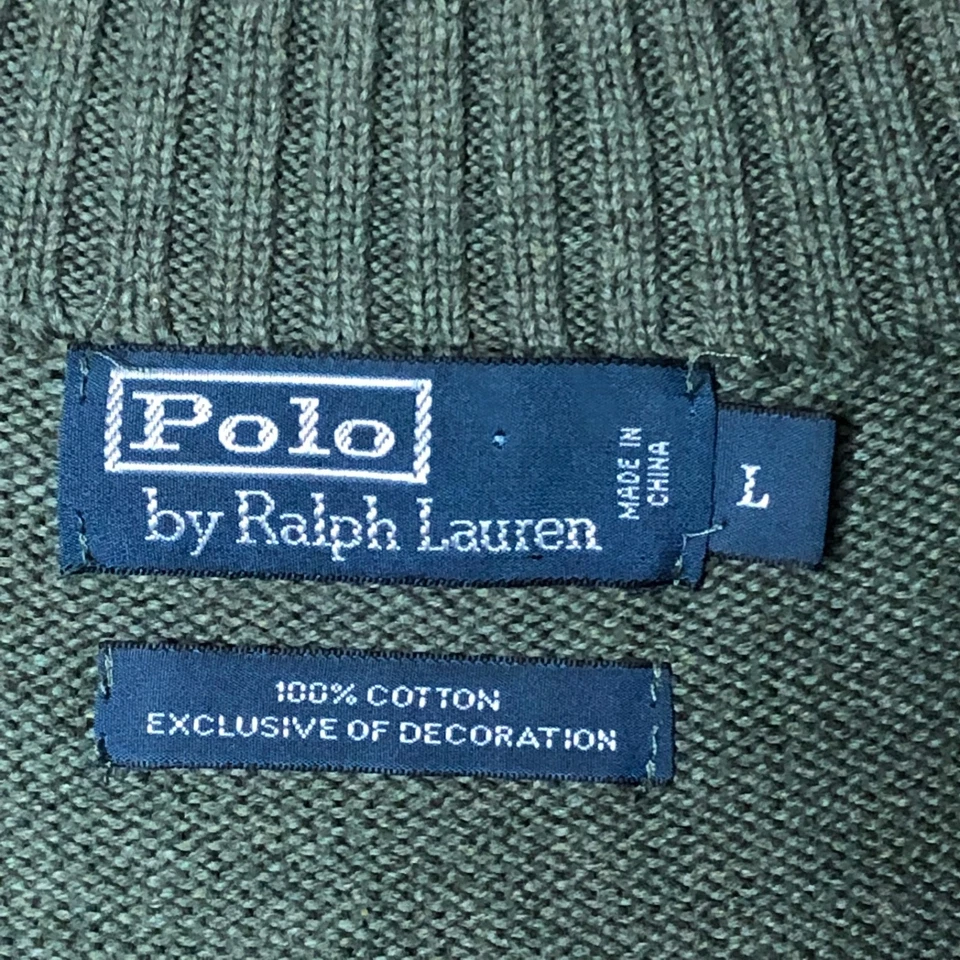 Polo
by Ralph Lauren
MADE IN
CHINA
L
100% COTTON
EXCLUSIVE OF DECORATION